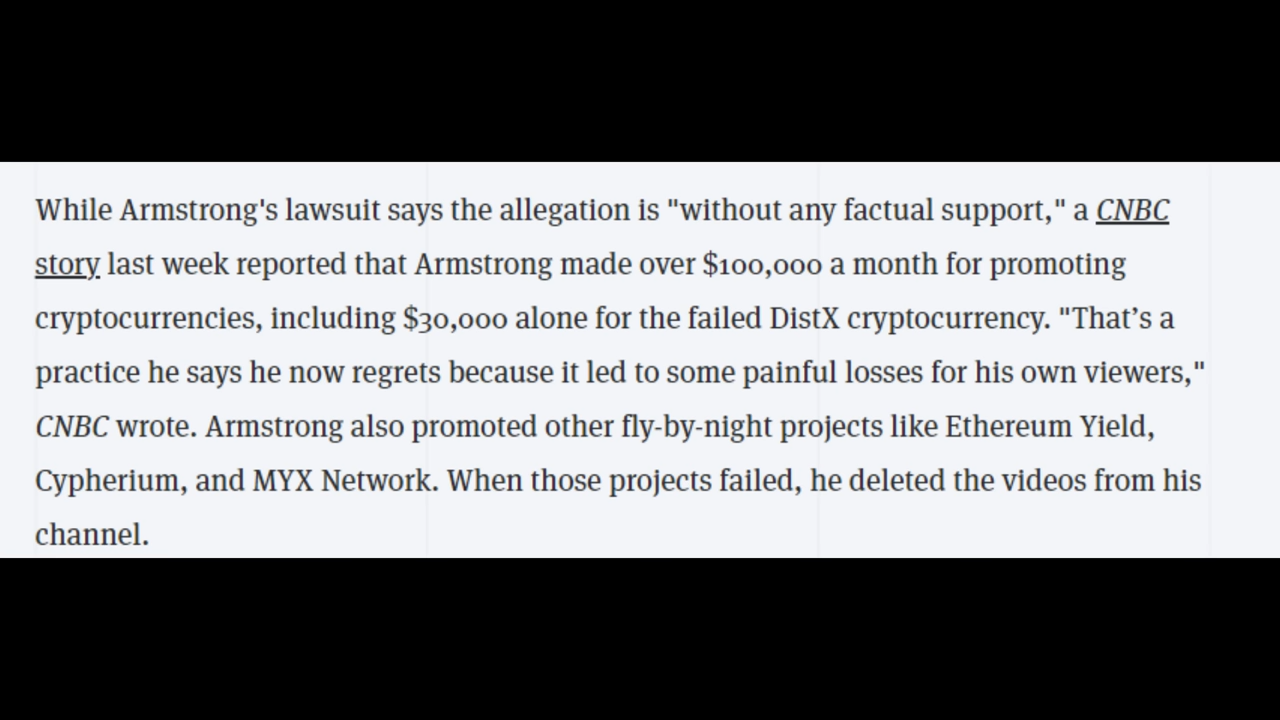 While Armstrong's lawsuit says the allegation is "without any factual support," a CNBC
story last week reported that Armstrong made over $100,000 a month for promoting
cryptocurrencies, including $30,000 alone for the failed DistX cryptocurrency. "That’s a
practice he says he now regrets because it led to some painful losses for his own viewers,"
CNBC wrote. Armstrong also promoted other fly-by-night projects like Ethereum Yield,
Cypherium, and MYX Network. When those projects failed, he deleted the videos from his
channel.